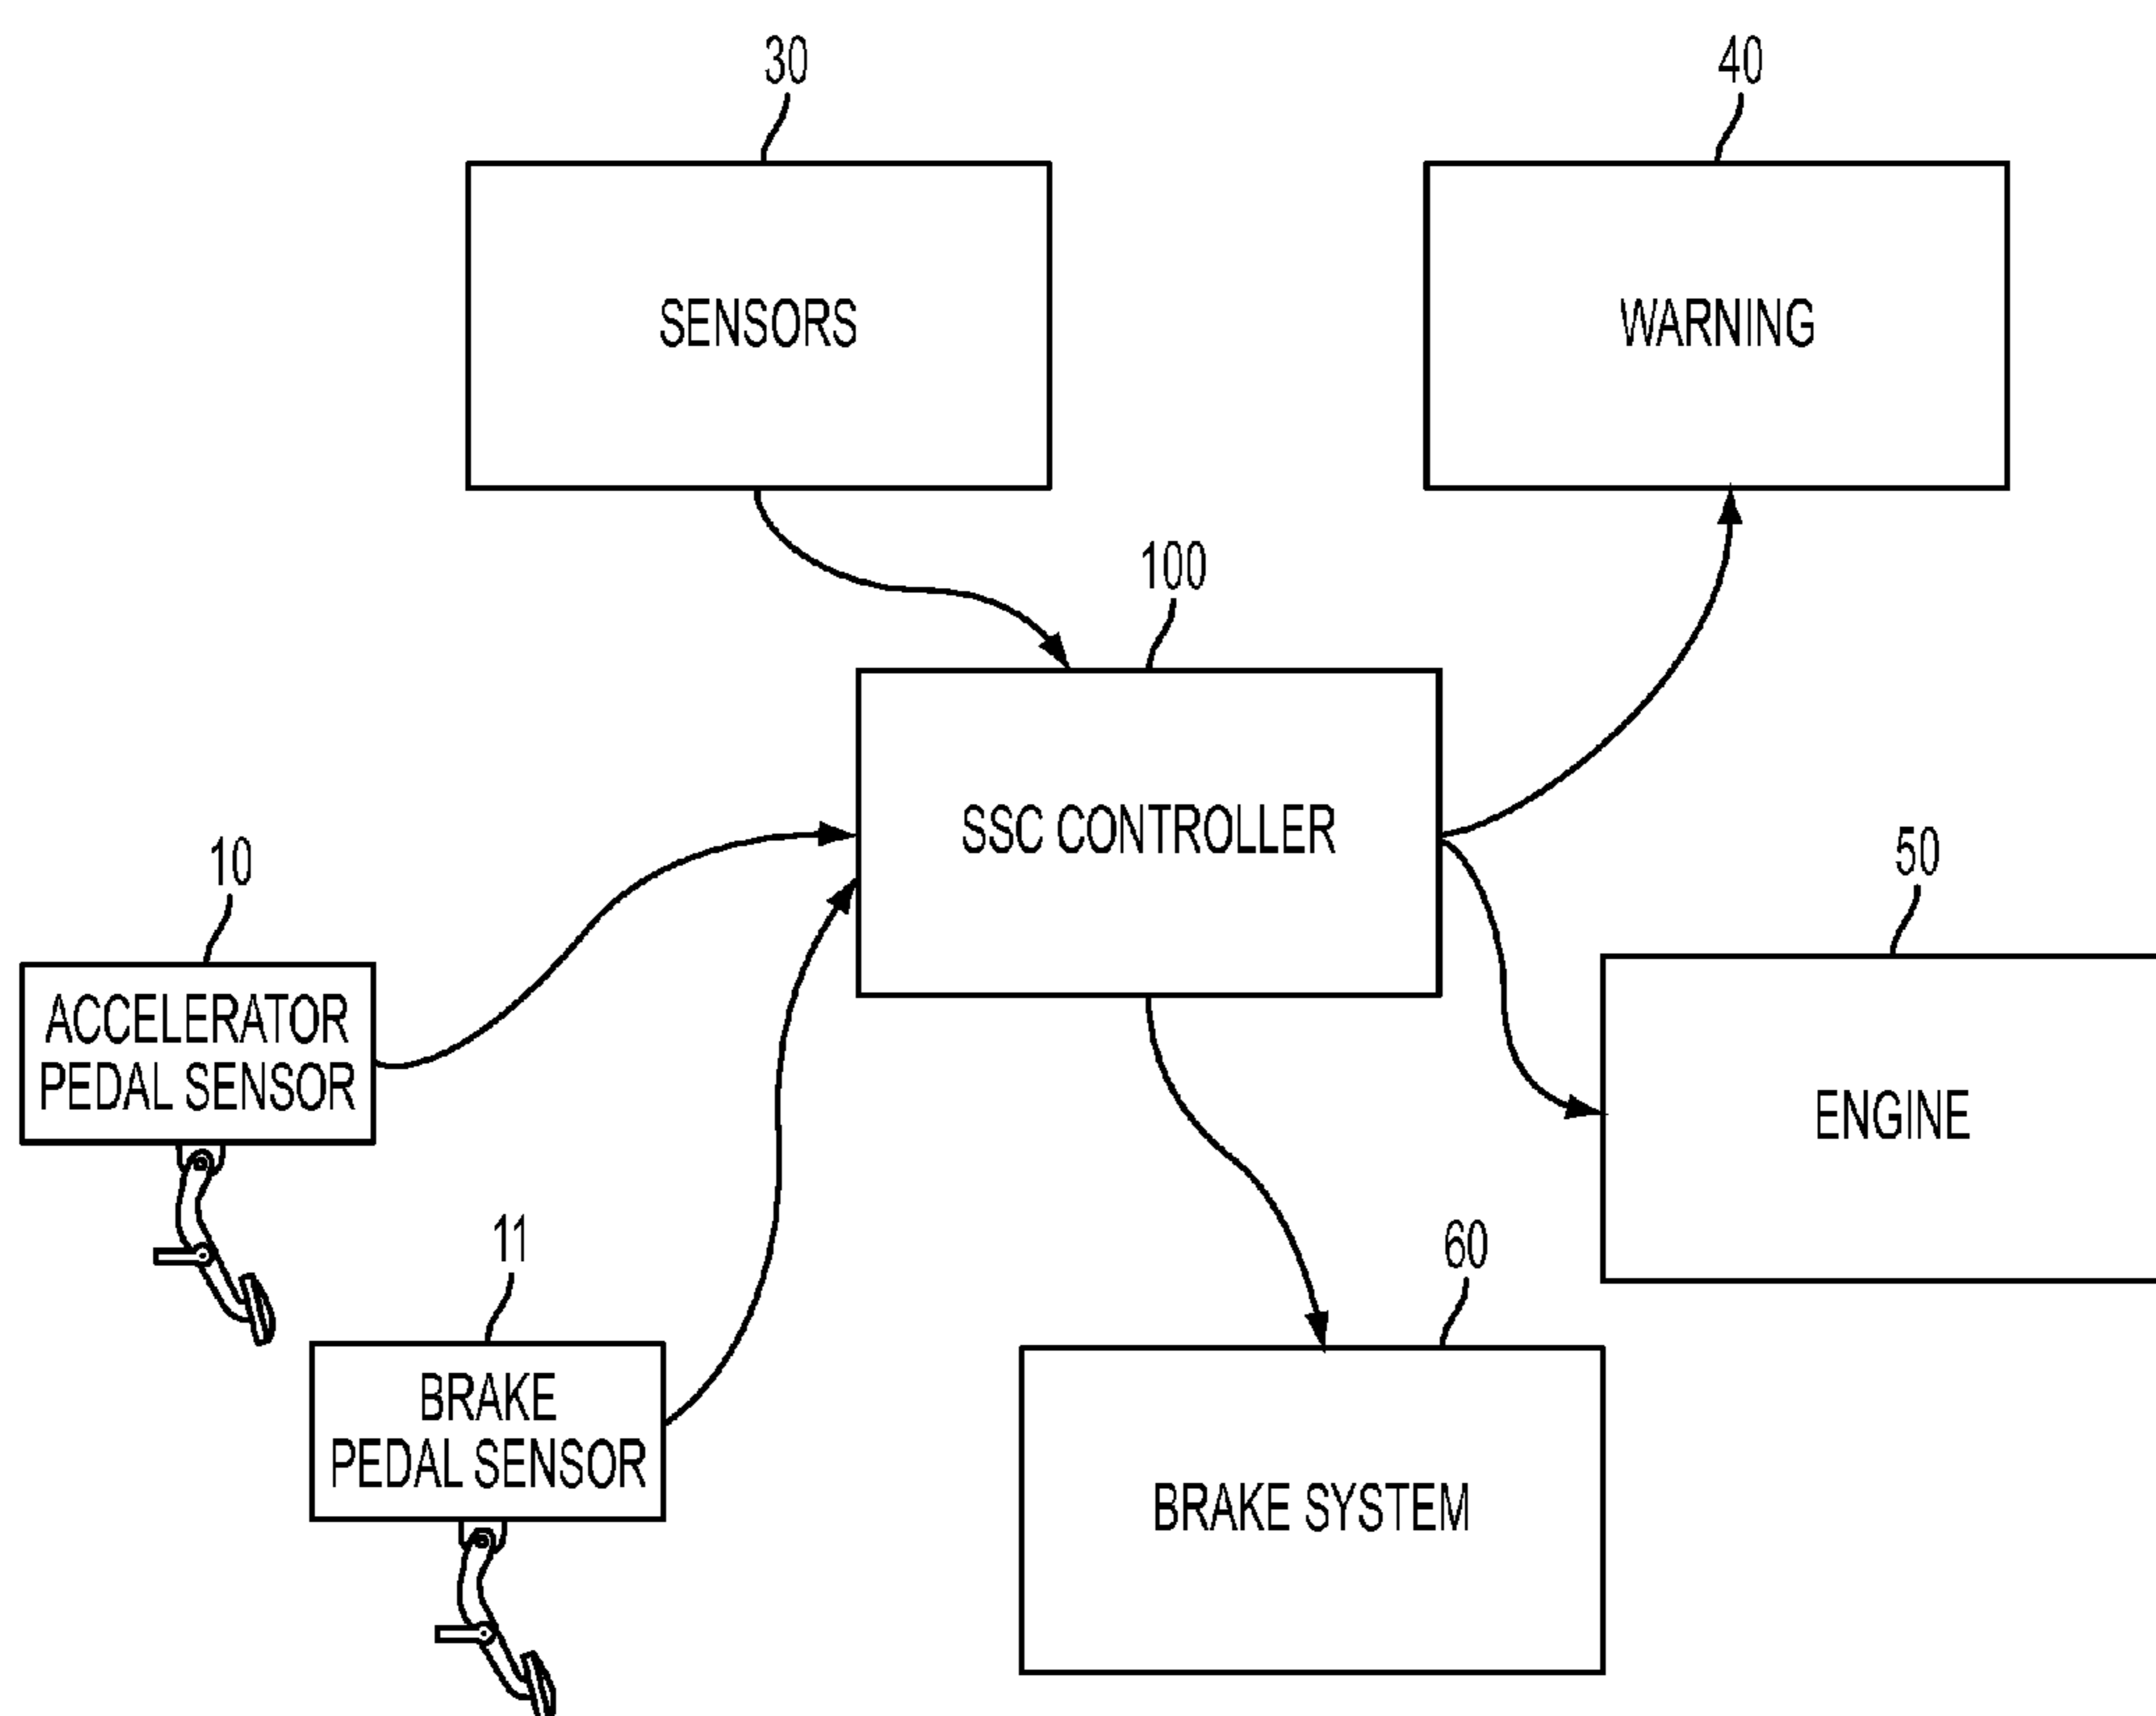 30
40
SENSORS
WARNING
100
SSC CONTROLLER
10
50
ACCELERATOR
PEDAL SENSOR
ENGINE
11
60
BRAKE
PEDAL SENSOR
BRAKE SYSTEM